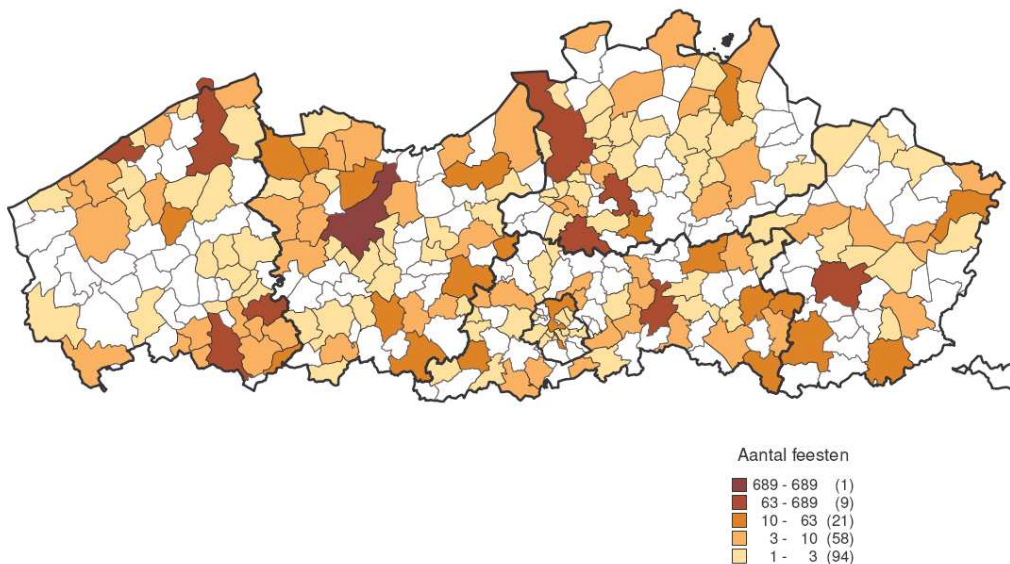 Aantal feesten
689 - 689 (1)
63 - 689 (9)
10 - 63 (21)
3 - 10 (58)
1 - 3 (94)